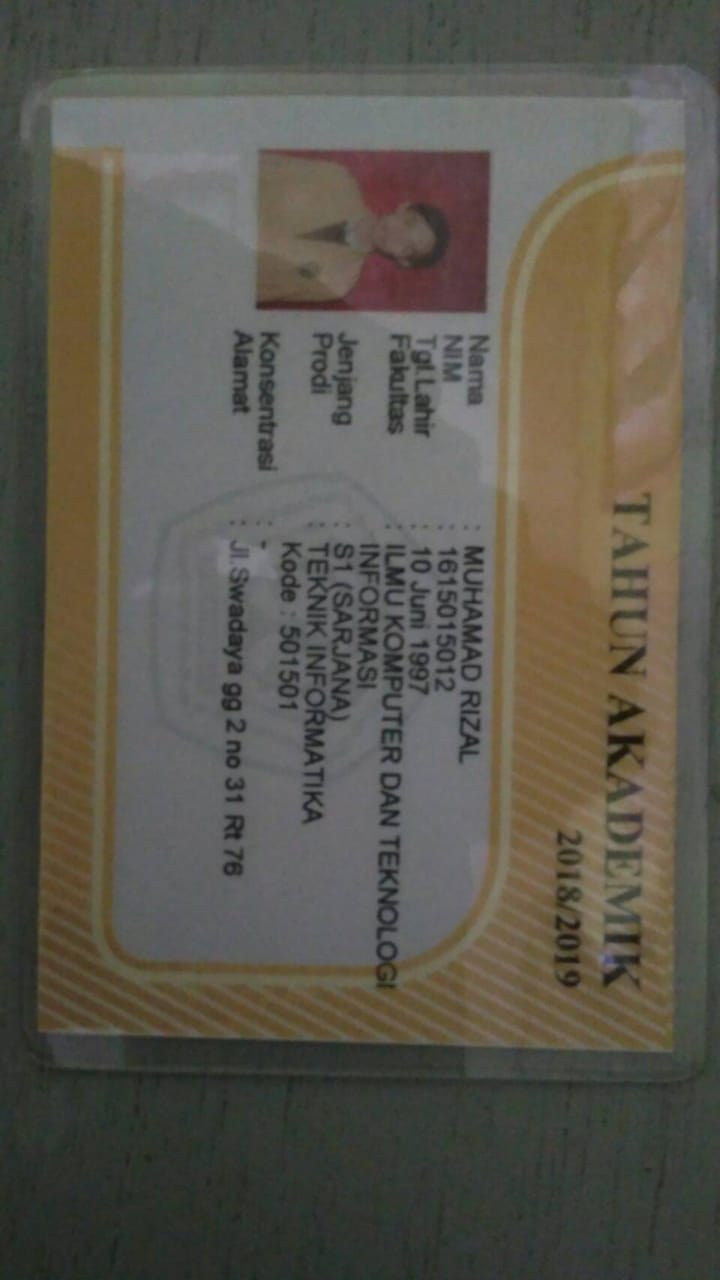 TAHUN AKADEMIK
2018/2019
Nama : MUHAMAD RIZAL
NIM : 1615015012
Tgl.Lahir : 10 Juni 1997
Fakultas : ILMU KOMPUTER DAN TEKNOLOGI
INFORMASI
Jenjang : S1 (SARJANA)
Prodi : TEKNIK INFORMATIKA
Kode : 501501
Konsentrasi : -
Alamat : Jl.Swadaya gg 2 no 31 Rt 76